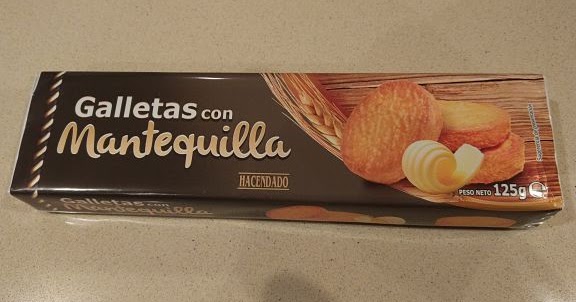 Galletas con
Mantequilla
HACENDADO
PESO NETO 125g e
Galletas con
Mantequilla